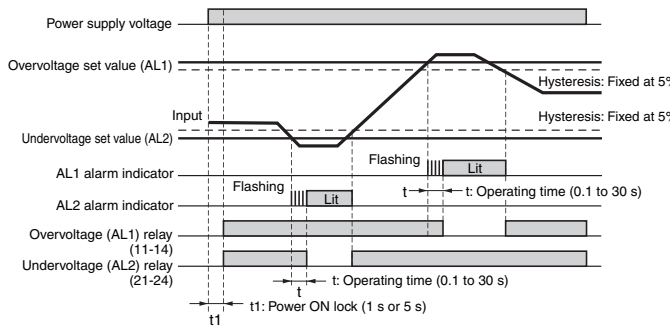 Power supply voltage
Overvoltage set value (AL1)
Hysteresis: Fixed at 5%
Input
Hysteresis: Fixed at 5%
Undervoltage set value (AL2)
Flashing
Lit
AL1 alarm indicator
t
t: Operating time (0.1 to 30 s)
Flashing
Lit
AL2 alarm indicator
Overvoltage (AL1) relay
(11-14)
Undervoltage (AL2) relay
(21-24)
t: Operating time (0.1 to 30 s)
t
t1: Power ON lock (1 s or 5 s)
t1